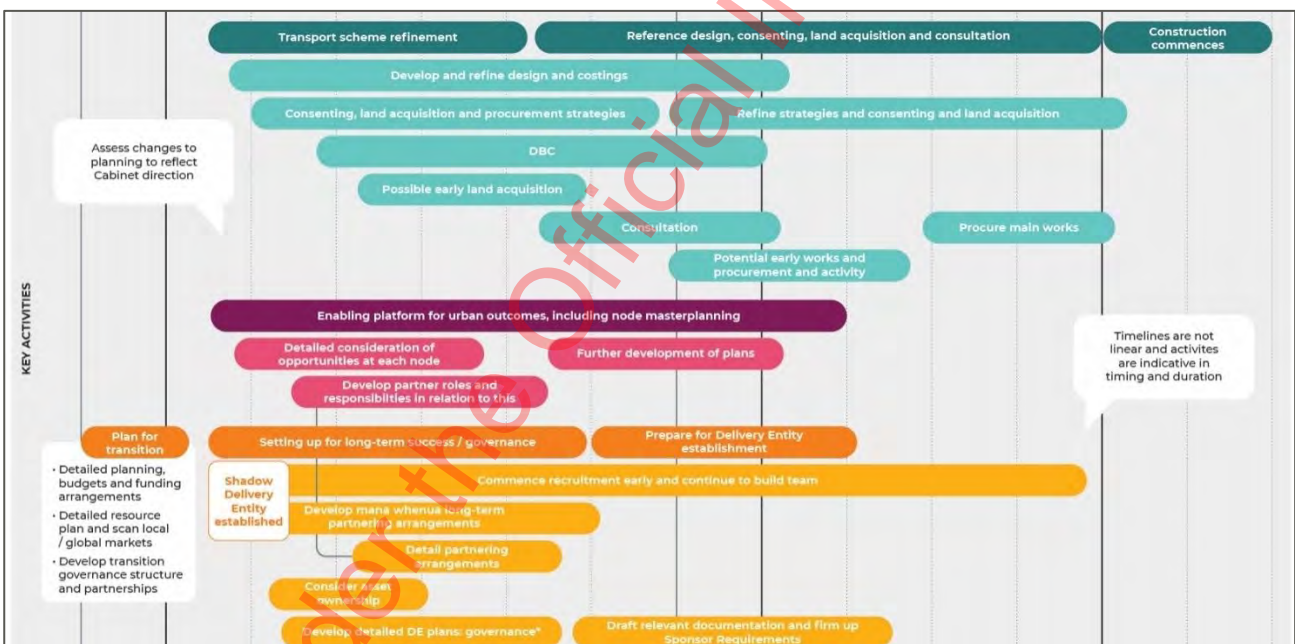 Transport scheme refinement
Reference design, consenting, land acquisition and consultation
Construction
commences
Develop and refine design and costings
Consenting, land acquisition and procurement strategies
Refine strategies and consenting and land acquisition
Assess changes to
planning to reflect
Cabinet direction
DBC
Possible early land acquisition
Consultation
Procure main works
Potential early works and
procurement and activity
KEY ACTIVITIES
Enabling platform for urban outcomes, including node masterplanning
Detailed consideration of
opportunities at each node
Further development of plans
Timelines are not
linear and activites
are indicative in
timing and duration
Develop partner roles and
responsiblities in relation to this
Plan for
transition
Setting up for long-term success / governance
Prepare for Delivery Entity
establishment
• Detailed planning,
budgets and funding
arrangements
• Detailed resource
plan and scan local
/ global markets
• Develop transition
governance structure
and partnerships
Shadow
Delivery
Entity
established
Commence recruitment early and continue to build team
Develop mana whenua long-term
partnering arrangements
Detail partnering
arrangements
Consider asset
ownership
Develop detailed DE plans: governance*
Draft relevant documentation and firm up
Sponsor Requirements
der the Official I